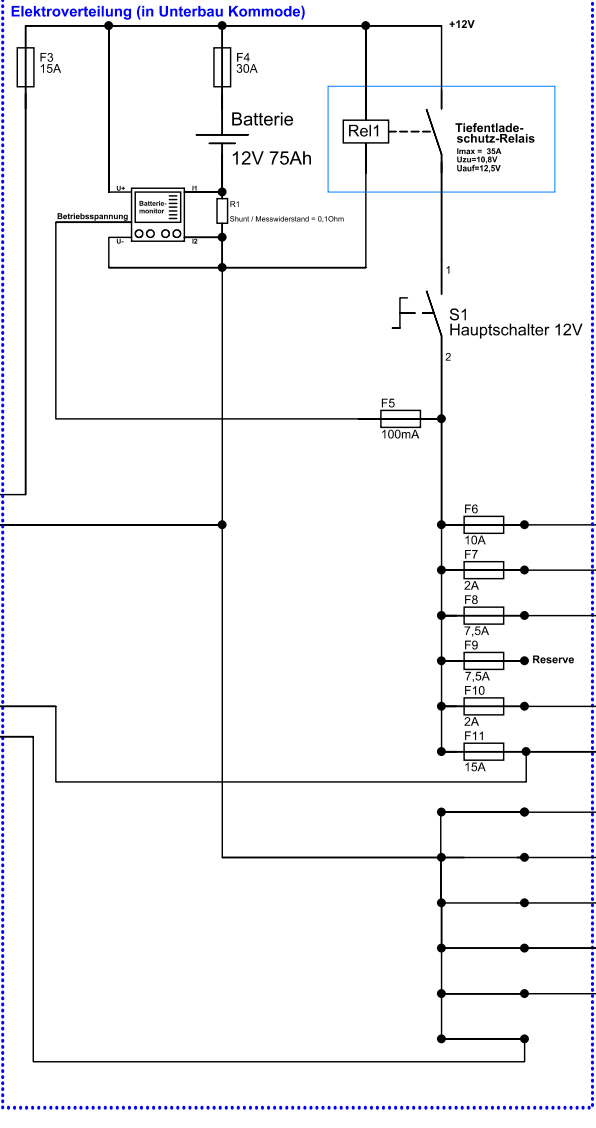 Elektroverteilung (in Unterbau Kommode)
+12V
F3
15A
F4
30A
Batterie
12V 75Ah
Rel1
Tiefentlade-
schutz-Relais
Imax = 35A
Uzu=10,8V
Uauf=12,5V
U+
I1
Batterie-
monitor
Betriebsspannung
U-
I2
R1
Shunt / Messwiderstand = 0,1Ohm
1
S1
Hauptschalter 12V
2
F5
100mA
F6
10A
F7
2A
F8
7,5A
F9
7,5A
Reserve
F10
2A
F11
15A